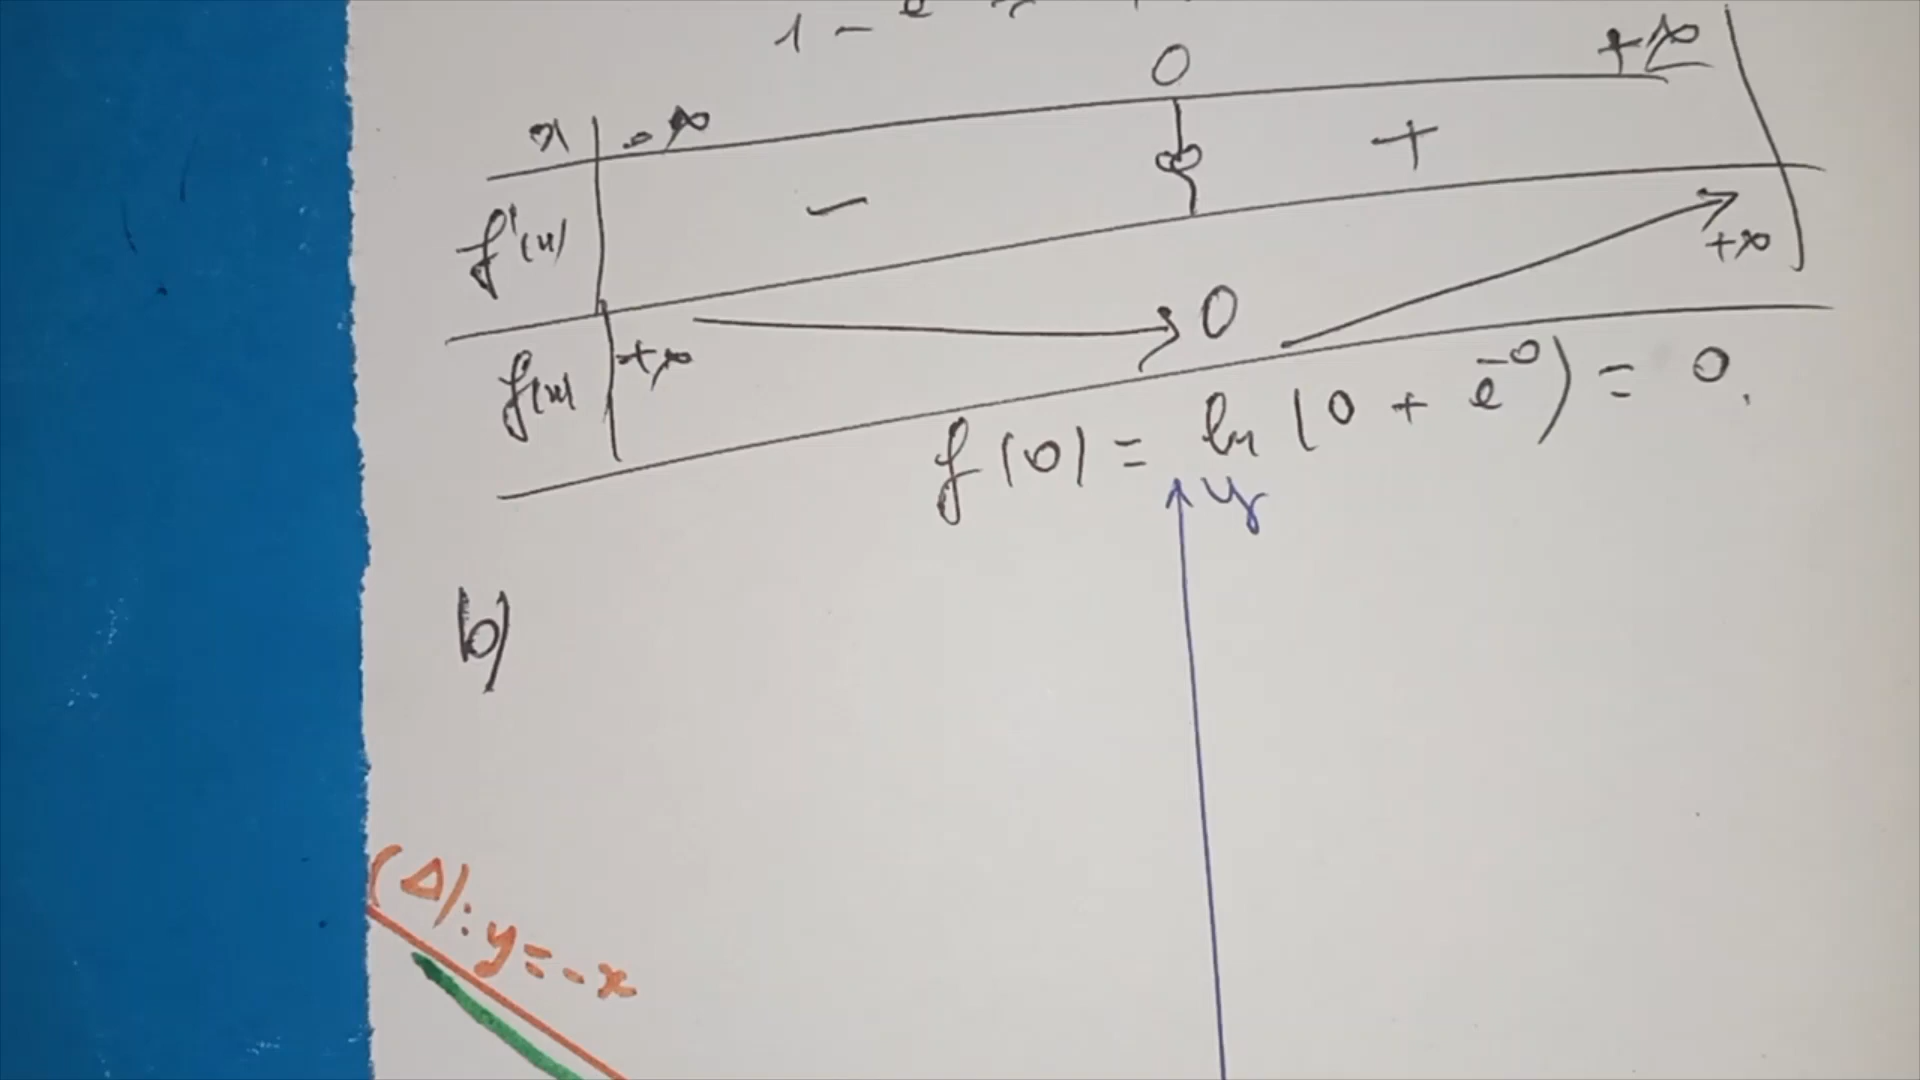 x -∞ 0 +∞
f'(x) - 0 +
f(x) +∞ 0 +∞
f(0) = ln(0 + e^-0) = 0.
y
b)
(Δ): y = -x